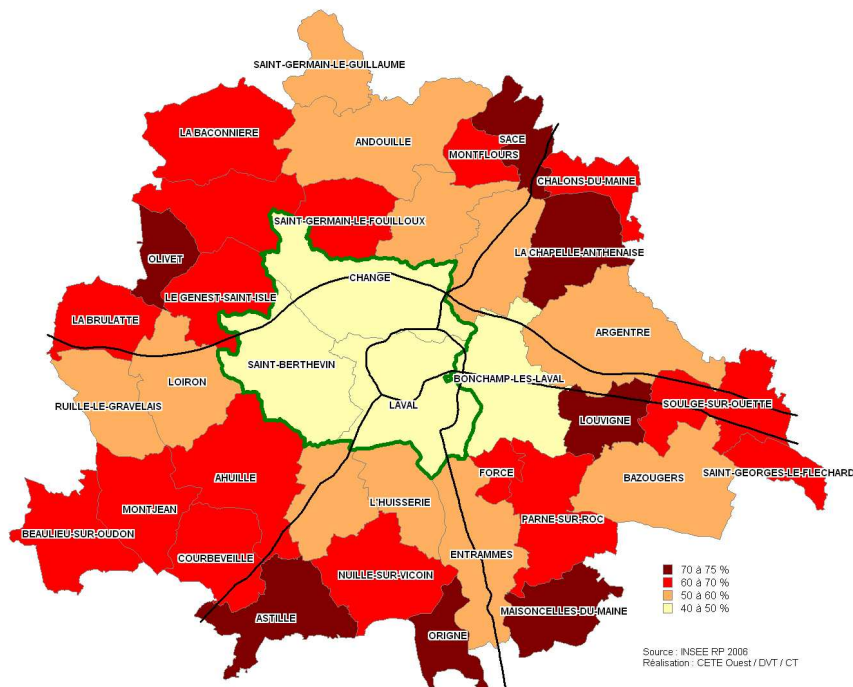 SAINT-GERMAIN-LE-GUILLAUME
LA BACONNIERE
ANDOUILLE
SACE
MONTFLOURS
CHALONS-DU-MAINE
SAINT-GERMAIN-LE-FOUILLOUX
LA CHAPELLE-ANTHENAISE
OLIVET
CHANGE
LE GENEST-SAINT-ISLE
LA BRULATTE
ARGENTRE
SAINT-BERTHEVIN
LOIRON
BONCHAMP-LES-LAVAL
RUILLE-LE-GRAVELAIS
LAVAL
SOULGE-SUR-OUETTE
LOUVIGNE
AHUILLE
FORCE
SAINT-GEORGES-LE-FLECHARD
BAZOUGERS
L'HUISSERIE
MONTJEAN
PARNE-SUR-ROC
BEAULIEU-SUR-OUDON
ENTRAMMES
COURBEVEILLE
NUILLE-SUR-VICOIN
MAISONCELLES-DU-MAINE
ASTILLE
ORIGNE
70 à 75 %
60 à 70 %
50 à 60 %
40 à 50 %
Source : INSEE RP 2006
Réalisation : CETE Ouest / DVT / CT